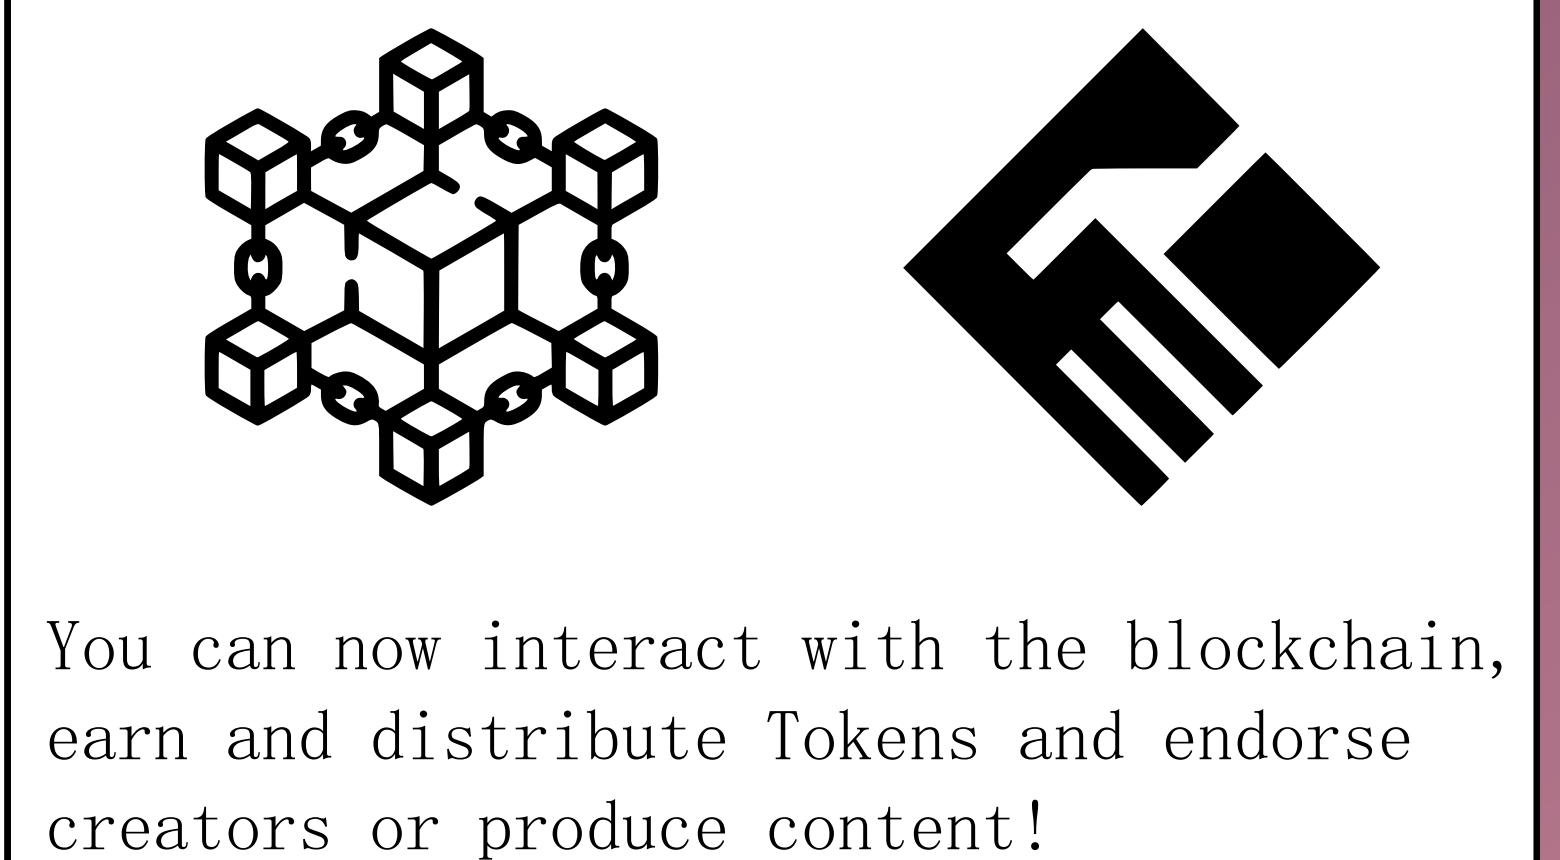 You can now interact with the blockchain,
earn and distribute Tokens and endorse
creators or produce content!